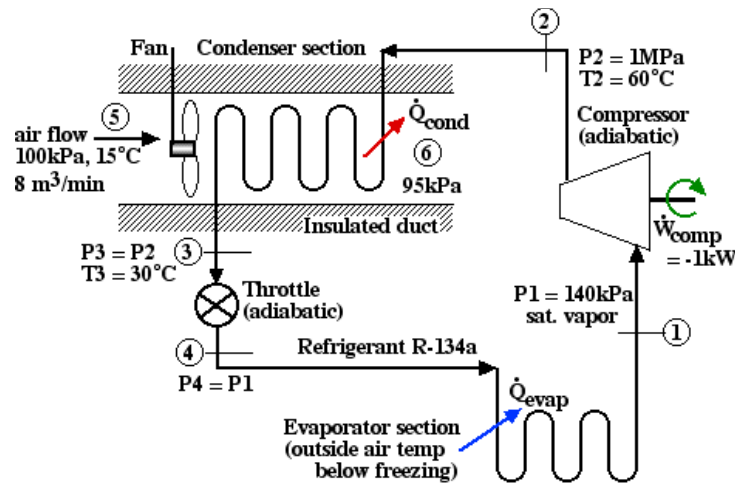 2
Fan
Condenser section
P2 = 1MPa
T2 = 60°C
Compressor
(adiabatic)
5
air flow
100kPa, 15°C
8 m³/min
Q̇cond
6
95kPa
Insulated duct
Ẇcomp
= -1kW
P3 = P2
T3 = 30°C
3
Throttle
(adiabatic)
P1 = 140kPa
sat. vapor
1
4
Refrigerant R-134a
P4 = P1
Q̇evap
Evaporator section
(outside air temp
below freezing)